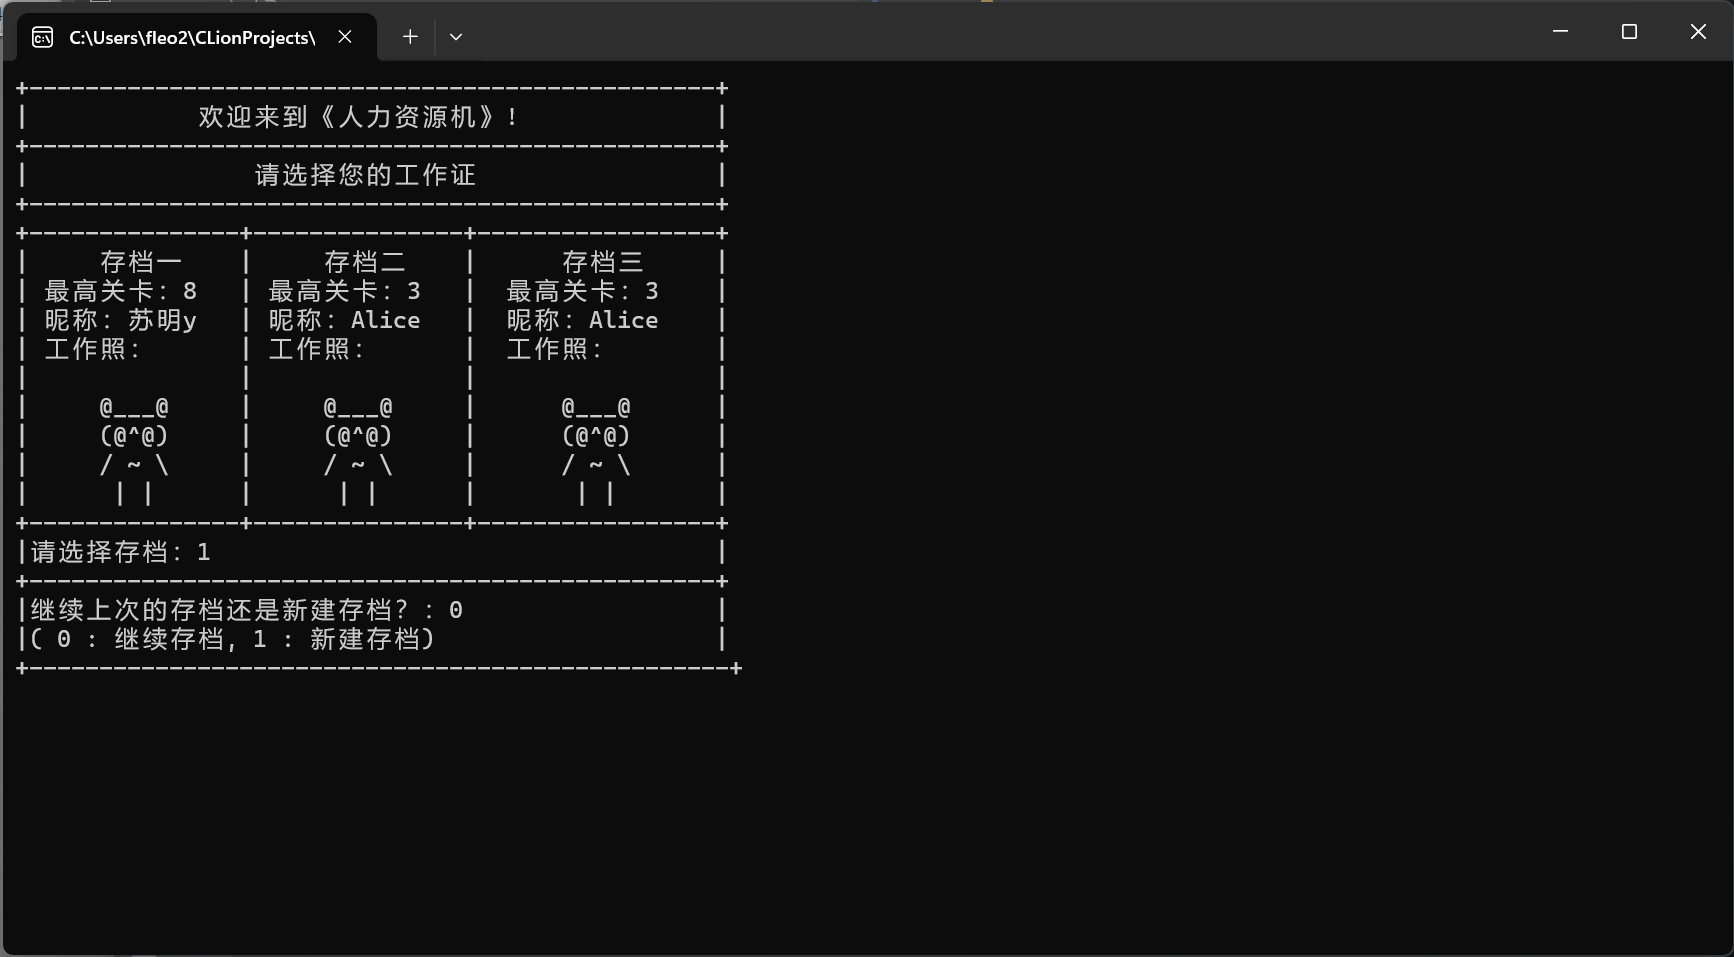 C:\Users\fleo2\CLionProjects\
+-------------------------------------------------+
|            欢迎来到《人力资源机》!              |
+-------------------------------------------------+
|                请选择您的工作证                 |
+-------------------------------------------------+
+---------------+---------------+-----------------+
|     存档一    |     存档二    |      存档三     |
| 最高关卡: 8   | 最高关卡: 3   |  最高关卡: 3    |
| 昵称: 苏明y   | 昵称: Alice   |  昵称: Alice    |
| 工作照:       | 工作照:       |  工作照:        |
|               |               |                 |
|     @___@     |     @___@     |      @___@      |
|     (@^@)     |     (@^@)     |      (@^@)      |
|     / ~ \     |     / ~ \     |      / ~ \      |
|      | |      |      | |      |       | |       |
+---------------+---------------+-----------------+
|请选择存档: 1                                    |
+-------------------------------------------------+
|继续上次的存档还是新建存档? : 0                  |
|( 0 : 继续存档, 1 : 新建存档)                    |
+--------------------------------------------------+